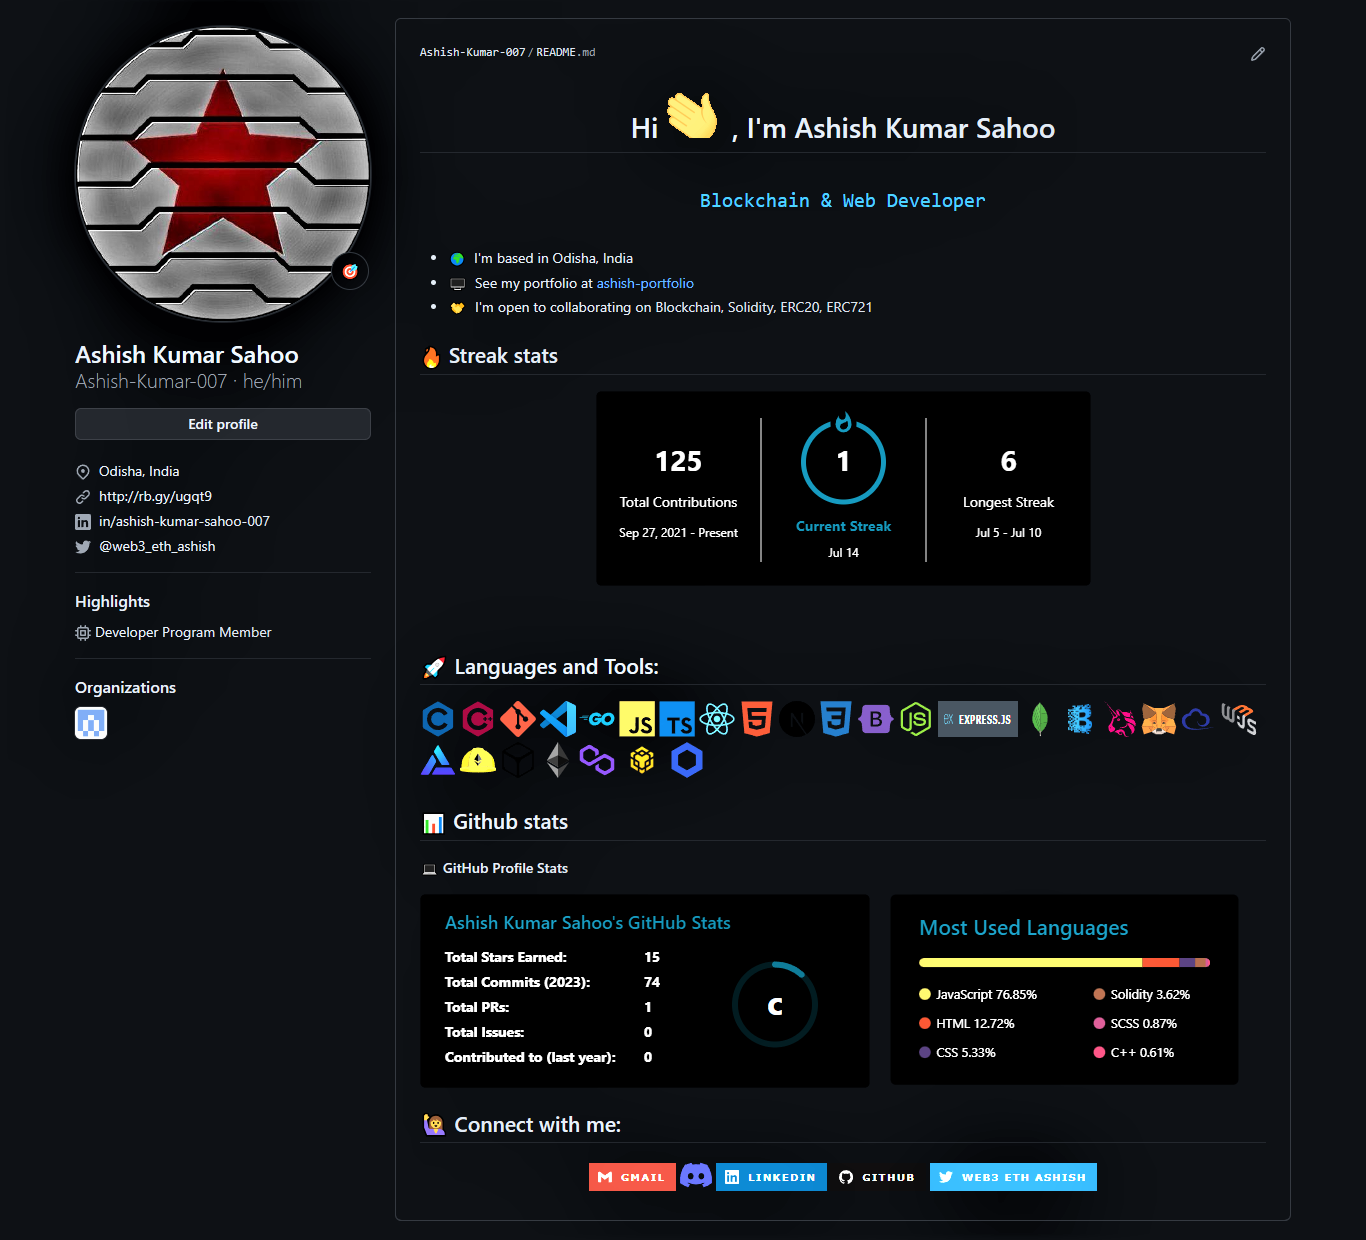 Ashish Kumar Sahoo
Ashish-Kumar-007 · he/him
Edit profile
Odisha, India
http://rb.gy/ugqt9
in/ashish-kumar-sahoo-007
@web3_eth_ashish
Highlights
Developer Program Member
Organizations
Ashish-Kumar-007 / README.md
Hi , I'm Ashish Kumar Sahoo
Blockchain & Web Developer
I'm based in Odisha, India
See my portfolio at ashish-portfolio
I'm open to collaborating on Blockchain, Solidity, ERC20, ERC721
Streak stats
125
Total Contributions
Sep 27, 2021 - Present
1
Current Streak
Jul 14
6
Longest Streak
Jul 5 - Jul 10
Languages and Tools:
C C GO JS TS 5 N 3 B JS EX EXPRESS.JS B W3JS
Github stats
GitHub Profile Stats
Ashish Kumar Sahoo's GitHub Stats
Total Stars Earned: 15
Total Commits (2023): 74
Total PRs: 1
Total Issues: 0
Contributed to (last year): 0
C
Most Used Languages
JavaScript 76.85%
HTML 12.72%
CSS 5.33%
Solidity 3.62%
SCSS 0.87%
C++ 0.61%
Connect with me:
GMAIL in LINKEDIN GITHUB WEB3 ETH ASHISH